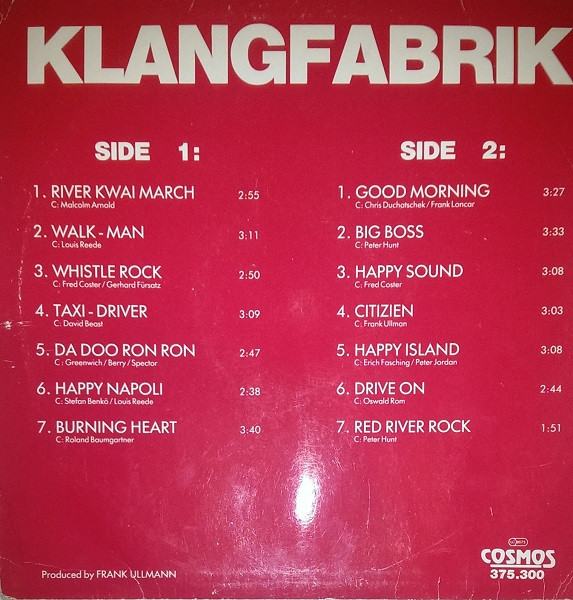 KLANGFABRIK
SIDE 1:
1. RIVER KWAI MARCH 2:55
C: Malcolm Arnold
2. WALK - MAN 3:11
C: Louis Reede
3. WHISTLE ROCK 2:50
C: Fred Coster / Gerhard Fürsatz
4. TAXI - DRIVER 3:09
C: David Beast
5. DA DOO RON RON 2:47
C: Greenwich / Berry / Spector
6. HAPPY NAPOLI 2:38
C: Stefan Benkö / Louis Reede
7. BURNING HEART 3:40
C: Roland Baumgartner
SIDE 2:
1. GOOD MORNING 3:27
C: Chris Duchatschek / Frank Loncar
2. BIG BOSS 3:33
C: Peter Hunt
3. HAPPY SOUND 3:08
C: Fred Coster
4. CITIZIEN 3:03
C: Frank Ullman
5. HAPPY ISLAND 3:08
C: Erich Fasching / Peter Jordan
6. DRIVE ON 2:44
C: Oswald Rom
7. RED RIVER ROCK 1:51
C: Peter Hunt
Produced by FRANK ULLMANN
COSMOS
375.300